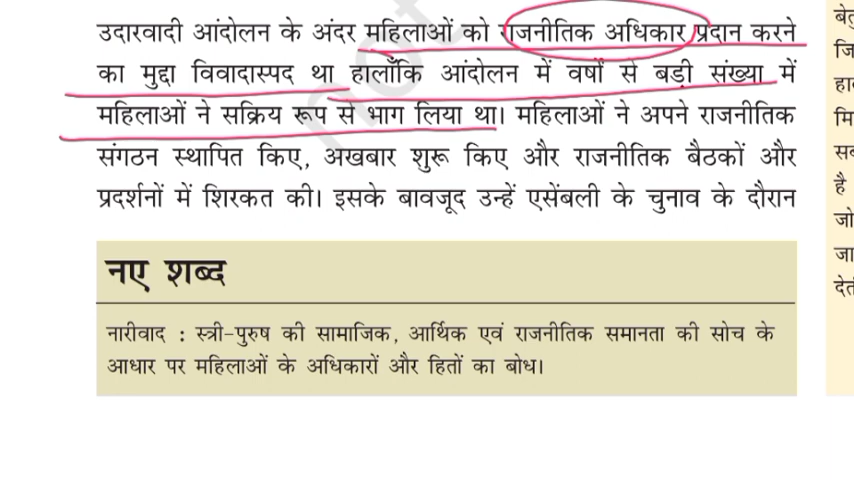 उदारवादी आंदोलन के अंदर महिलाओं को राजनीतिक अधिकार प्रदान करने
का मुद्दा विवादास्पद था हालाँकि आंदोलन में वर्षों से बड़ी संख्या में
महिलाओं ने सक्रिय रूप से भाग लिया था। महिलाओं ने अपने राजनीतिक
संगठन स्थापित किए, अखबार शुरू किए और राजनीतिक बैठकों और
प्रदर्शनों में शिरकत की। इसके बावजूद उन्हें एसेंबली के चुनाव के दौरान
नए शब्द
नारीवाद : स्त्री-पुरुष की सामाजिक, आर्थिक एवं राजनीतिक समानता की सोच के
आधार पर महिलाओं के अधिकारों और हितों का बोध।
है
जो